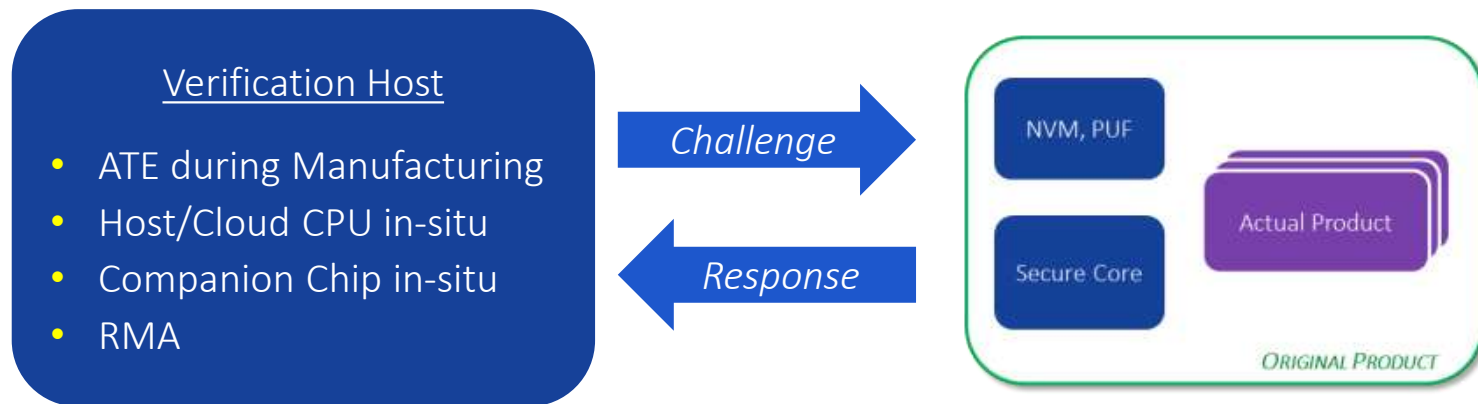 Verification Host
• ATE during Manufacturing
• Host/Cloud CPU in-situ
• Companion Chip in-situ
• RMA
Challenge
Response
NVM, PUF
Secure Core
Actual Product
ORIGINAL PRODUCT